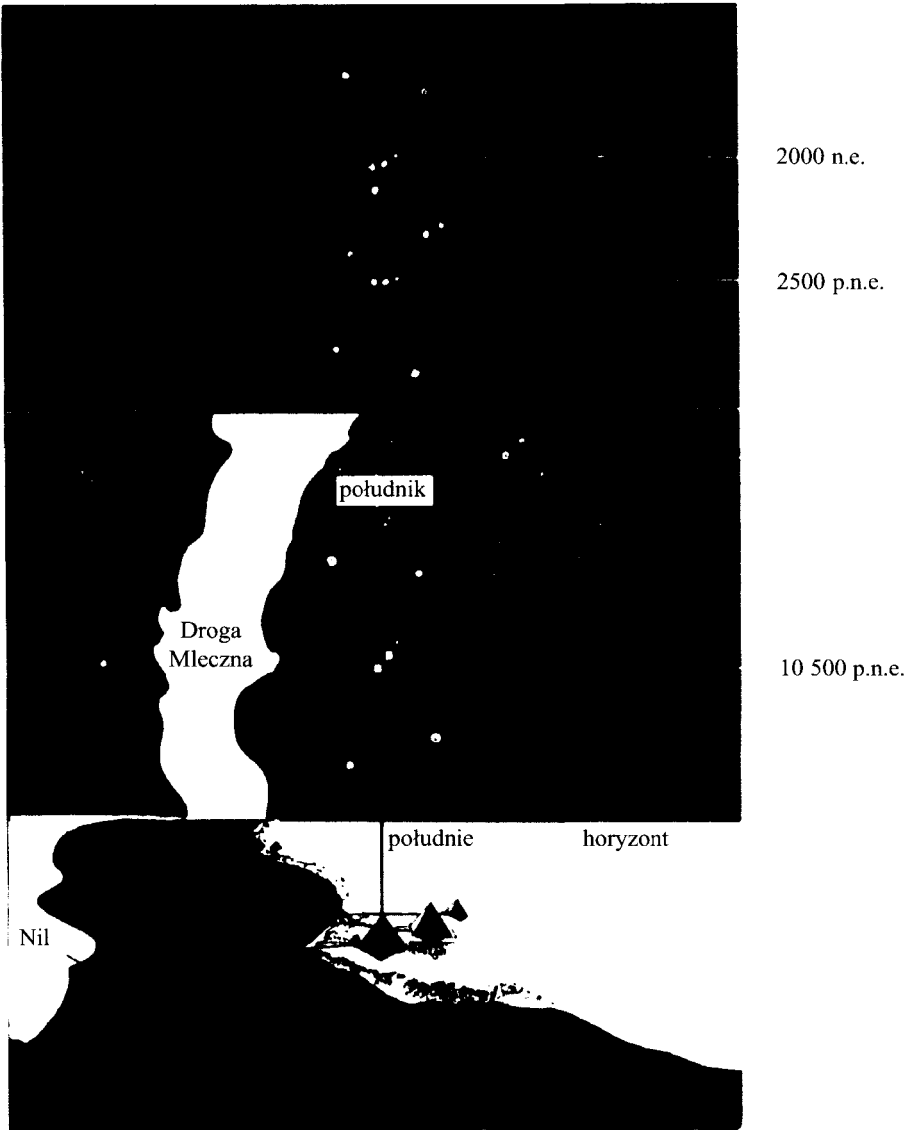 2000 n.e.
2500 p.n.e.
południk
Droga
Mleczna
10 500 p.n.e.
południe
horyzont
Nil